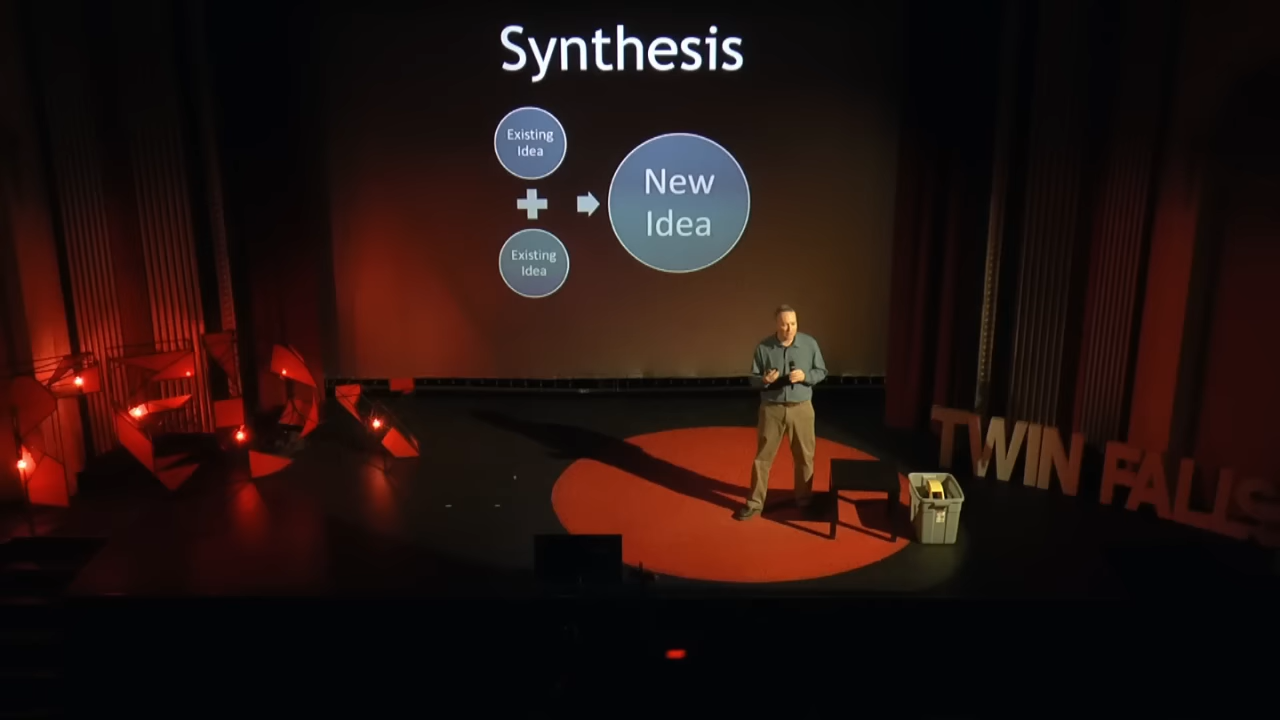 Synthesis
Existing
Idea
New
Idea
Existing
Idea
TWIN FALLS